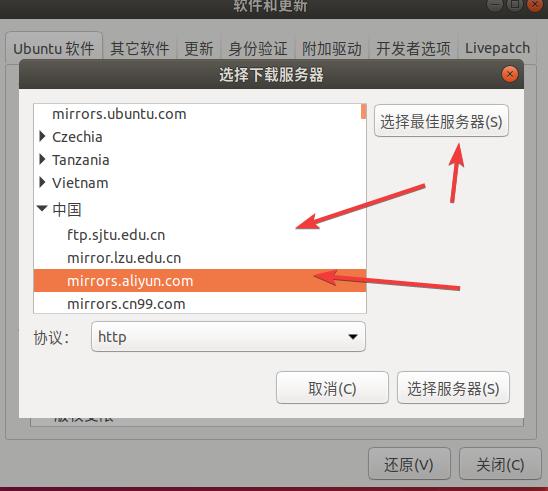 软件和更新
Ubuntu 软件 其它软件 更新 身份验证 附加驱动 开发者选项 Livepatch
选择下载服务器
mirrors.ubuntu.com
选择最佳服务器(S)
Czechia
Tanzania
Vietnam
中国
ftp.sjtu.edu.cn
mirror.lzu.edu.cn
mirrors.aliyun.com
mirrors.cn99.com
协议： http
取消(C) 选择服务器(S)
还原(V) 关闭(C)